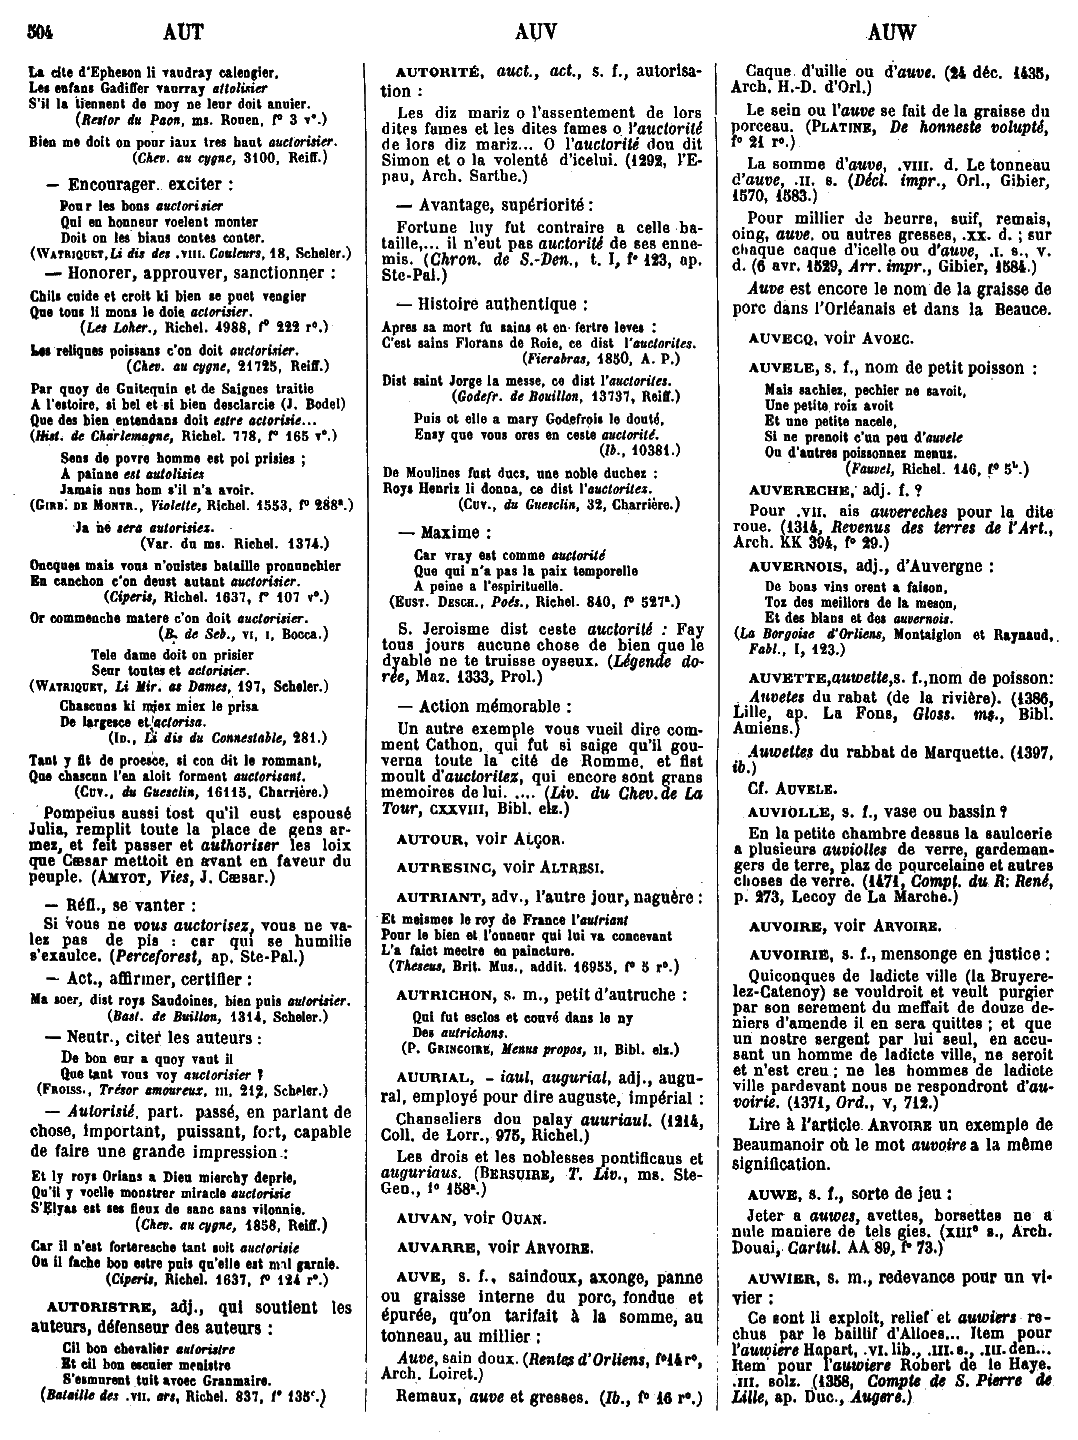 504 AUT AUV AUW
La cite d'Epheson li vaudray calengier,
Les enfans Gadiffer vaurray attolisier
S'il la tiennent de moy ne leur doit anuier.
(Restor du Paon, ms. Rouen, f° 3 v°.)
Bien me doit on pour iaux tres haut auctorisier.
(Chev. au cygne, 3100, Reiff.)
— Encourager, exciter :
Pour les bons auctorisier
Qui en honneur voelent monter
Doit on les biaus contes conter.
(WATRIQUET, Li dis des .VIII. Couleurs, 18, Scheler.)
— Honorer, approuver, sanctionner :
Chils cuide et croit ki bien se puet vengier
Que tous li mons le doie actorisier.
(Les Loher., Richel. 4988, f° 222 r°.)
Les reliques poissans c'on doit auctorisier.
(Chev. au cygne, 21725, Reiff.)
Par quoy de Guitequin et de Saignes traitie
A l'estoire, si bel et si bien desclarcie (J. Bodel)
Que des bien entendans doit estre actorisie...
(Hist. de Charlemagne, Richel. 778, f° 165 v°.)
Sens de povre homme est poi prisies ;
A painne est autolisies
Jamais nus hom s'il n'a avoir.
(GIRB. DE MONTR., Violette, Richel. 1553, f° 288ª.)
Ja ne sera autorisiez.
(Var. du ms. Richel. 1374.)
Oncques mais vous n'ouistes bataille pronunchier
En canchon c'on deust autant auctorisier.
(Ciperis, Richel. 1637, f° 107 v°.)
Or commenche matere c'on doit auctorisier.
(B. de Seb., VI, I, Bocca.)
Tele dame doit on prisier
Seur toutes et actorisier.
(WATRIQUET, Li Mir. as Dames, 197, Scheler.)
Chascuns ki miex miex le prisa
De largesce et actorisa.
(ID., Li dis du Connestable, 281.)
Tant y fit de proesce, si con dit le rommant,
Que chascun l'en aloit forment auctorisant.
(CUV., du Guesclin, 16115, Charrière.)
Pompeius aussi tost qu'il eust espousé
Julia, remplit toute la place de gens ar-
mez, et feit passer et authoriser les loix
que Cæsar mettoit en avant en faveur du
peuple. (AMYOT, Vies, J. Cæsar.)
— Réfl., se vanter :
Si vous ne vous auctorisez, vous ne va-
lez pas de pis : car qui se humilie
s'exaulce. (Perceforest, ap. Ste-Pal.)
— Act., affirmer, certifier :
Ma soer, dist roys Saudoines, bien puis autorisier.
(Bast. de Buillon, 1314, Scheler.)
— Neutr., citer les auteurs :
De bon eur a quoy vaut il
Que tant vous voy auctorisier ?
(FROISS., Trésor amoureux, III, 212, Scheler.)
— Autorisié, part. passé, en parlant de
chose, important, puissant, fort, capable
de faire une grande impression :
Et ly roys Orians a Dieu mierchy deprie,
Qu'il y voelle monstrer miracle auctorisie
S'Elyas est ses fieux de sanc sans vilonnie.
(Chev. au cygne, 1858, Reiff.)
Car il n'est forteresche tant soit auctorisie
Ou il fache bon estre puis qu'elle est mal garnie.
(Ciperis, Richel. 1637, f° 124 r°.)
AUTORISTRE, adj., qui soutient les
auteurs, défenseur des auteurs :
Cil bon chevalier autoristre
Et cil bon escuier menistre
S'esmurent tuit avoec Granmaire.
(Bataille des .VII. ars, Richel. 837, f° 135ᶜ.)
AUTORITÉ, auct., act., s. f., autorisa-
tion :
Les diz mariz o l'assentement de lors
dites fames et les dites fames o l'auctorité
de lors diz mariz... O l'auctorité dou dit
Simon et o la volenté d'icelui. (1292, l'E-
pau, Arch. Sarthe.)
— Avantage, supériorité :
Fortune luy fut contraire a celle ba-
taille,... il n'eut pas auctorité de ses enne-
mis. (Chron. de S.-Den., t. I, f° 123, ap.
Ste-Pal.)
— Histoire authentique :
Apres sa mort fu sains et en fertre leves :
C'est sains Florans de Roie, ce dist l'auctorites.
(Fierabras, 1850, A. P.)
Dist saint Jorge la messe, ce dist l'auctorites.
(Godefr. de Bouillon, 13737, Reiff.)
Puis ot elle a mary Godefrois le douté,
Ensy que vous ores en ceste auctorité.
(Ib., 10381.)
De Moulines fust ducs, une noble duchez :
Roys Henriz li donna, ce dist l'auctoritez.
(CUV., du Guesclin, 32, Charrière.)
— Maxime :
Car vray est comme auctorité
Que qui n'a pas la paix temporelle
A peine a l'espirituelle.
(EUST. DESCH., Poés., Richel. 840, f° 527ª.)
S. Jeroisme dist ceste auctorité : Fay
tous jours aucune chose de bien que le
dyable ne te truisse oyseux. (Légende do-
rée, Maz. 1333, Prol.)
— Action mémorable :
Un autre exemple vous vueil dire com-
ment Cathon, qui fut si saige qu'il gou-
verna toute la cité de Romme, et fist
moult d'auctoritez, qui encore sont grans
memoires de lui. .... (Liv. du Chev. de La
Tour, CXXVIII, Bibl. elz.)
AUTOUR, voir ALÇOR.
AUTRESINC, voir ALTRESI.
AUTRIANT, adv., l'autre jour, naguère :
Et meismes le roy de France l'autriant
Pour le bien et l'onneur qui lui va concevant
L'a faict mectre en paincture.
(Theseus, Brit. Mus., addit. 16955, f° 5 r°.)
AUTRICHON, s. m., petit d'autruche :
Qui fut esclos et couvé dans le ny
Des autrichons.
(P. GRINGOIRE, Menus propos, II, Bibl. elz.)
AUURIAL, - iaul, augurial, adj., augu-
ral, employé pour dire auguste, impérial :
Chanseliers dou palay auuriaul. (1214,
Coll. de Lorr., 975, Richel.)
Les drois et les noblesses pontificaus et
auguriaus. (BERSUIRE, T. Liv., ms. Ste-
Gen., f° 158ª.)
AUVAN, voir OUAN.
AUVARRE, voir ARVOIRE.
AUVE, s. f., saindoux, axonge, panne
ou graisse interne du porc, fondue et
épurée, qu'on tarifait à la somme, au
tonneau, au millier :
Auve, sain doux. (Rentes d'Orliens, f° 14 r°,
Arch. Loiret.)
Remaux, auve et gresses. (Ib., f° 16 r°.)
Caque d'uille ou d'auve. (24 déc. 1435,
Arch. H.-D. d'Orl.)
Le sein ou l'auve se fait de la graisse du
porceau. (PLATINE, De honneste volupté,
f° 21 r°.)
La somme d'auve, .VIII. d. Le tonneau
d'auve, .II. s. (Décl. impr., Orl., Gibier,
1570, 1583.)
Pour millier de beurre, suif, remais,
oing, auve, ou autres gresses, .XX. d. ; sur
chaque caque d'icelle ou d'auve, .I. s., v.
d. (6 avr. 1529, Arr. impr., Gibier, 1584.)
Auve est encore le nom de la graisse de
porc dans l'Orléanais et dans la Beauce.
AUVECQ, voir AVOEC.
AUVELE, s. f., nom de petit poisson :
Mais sachiez, pechier ne savoit,
Une petite roix avoit
Et une petite nacele,
Si ne prenoit c'un peu d'auvele
Ou d'autres poissonnez menus.
(Fauvel, Richel. 146, f° 5ᵇ.)
AUVERECHE, adj. f. ?
Pour .VII. ais auvereches pour la dite
roue. (1314, Revenus des terres de l'Art.,
Arch. KK 394, f° 29.)
AUVERNOIS, adj., d'Auvergne :
De bons vins orent a foison,
Toz des meillors de la meson,
Et des blans et des auvernois.
(La Borgoise d'Orliens, Montaiglon et Raynaud,
Fabl., I, 123.)
AUVETTE, auwette, s. f., nom de poisson:
Auvetes du rabat (de la rivière). (1386,
Lille, ap. La Fons, Gloss. ms., Bibl.
Amiens.)
Auwettes du rabbat de Marquette. (1397,
ib.)
Cf. AUVELE.
AUVIOLLE, s. f., vase ou bassin ?
En la petite chambre dessus la saulcerie
a plusieurs auviolles de verre, gardeman-
gers de terre, plaz de pourcelaine et autres
choses de verre. (1471, Compt. du R. René,
p. 273, Lecoy de La Marche.)
AUVOIRE, voir ARVOIRE.
AUVOIRIE, s. f., mensonge en justice :
Quiconques de ladicte ville (la Bruyere-
lez-Catenoy) se vouldroit et veult purgier
par son serement du meffait de douze de-
niers d'amende il en sera quittes ; et que
un nostre sergent par lui seul, en accu-
sant un homme de ladicte ville, ne seroit
et n'est creu ; ne les hommes de ladicte
ville pardevant nous ne respondront d'au-
voirie. (1371, Ord., V, 712.)
Lire à l'article ARVOIRE un exemple de
Beaumanoir où le mot auvoire a la même
signification.
AUWE, s. f., sorte de jeu :
Jeter a auwes, avettes, borsettes ne a
nule maniere de tels gies. (XIIIᵉ s., Arch.
Douai, Cartul. AA 89, f° 73.)
AUWIER, s. m., redevance pour un vi-
vier :
Ce sont li exploit, relief et auwiers re-
chus par le baillif d'Alloes... Item pour
l'auwiere Hapart, .VI. lib., .III. s., .III. den...
Item pour l'auwiere Robert de le Haye.
.III. solz. (1358, Compte de S. Pierre de
Lille, ap. Duc., Augers.)